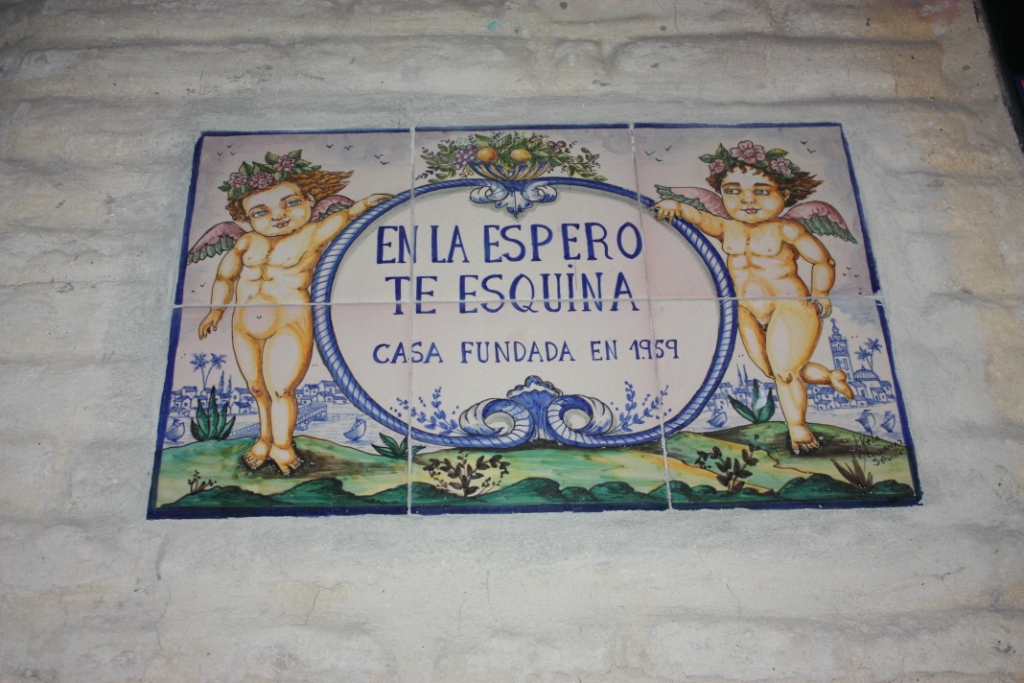 EN LA ESPERO
TE ESQUINA
CASA FUNDADA EN 1959